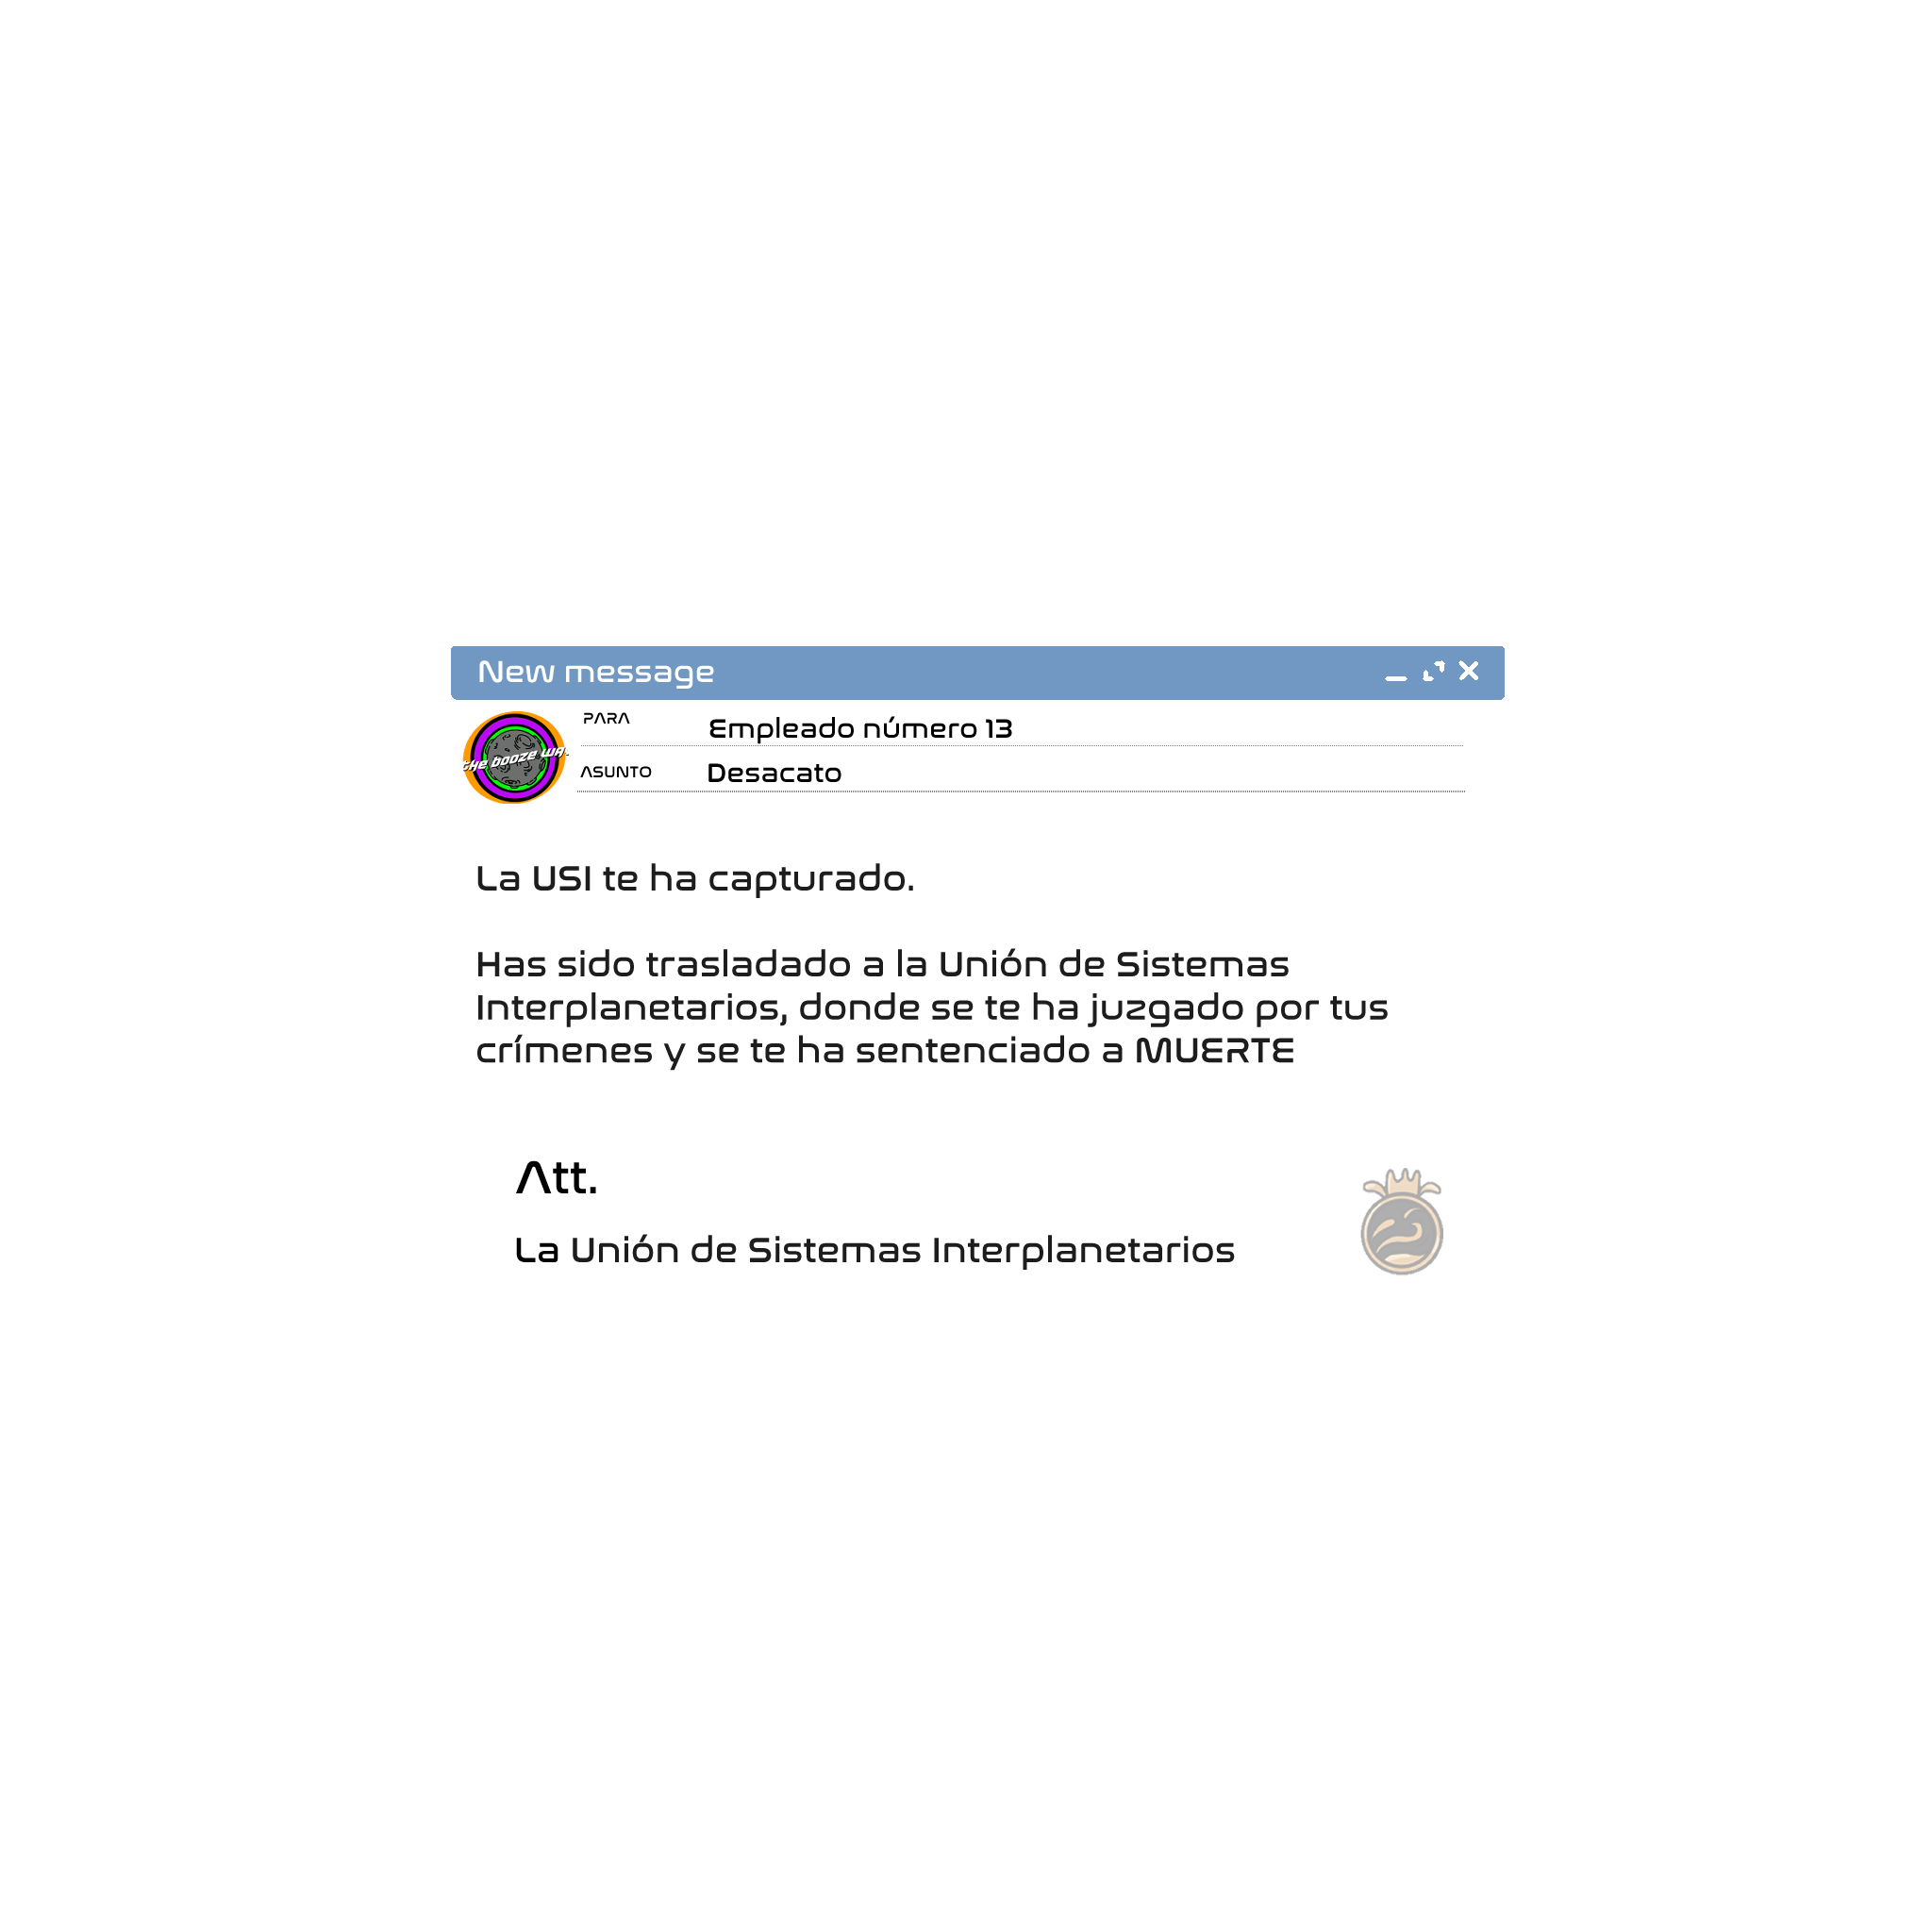 New message
PARA Empleado número 13
the booze wa
ASUNTO Desacato
La USI te ha capturado.
Has sido trasladado a la Unión de Sistemas
Interplanetarios, donde se te ha juzgado por tus
crímenes y se te ha sentenciado a MUERTE
Att.
La Unión de Sistemas Interplanetarios